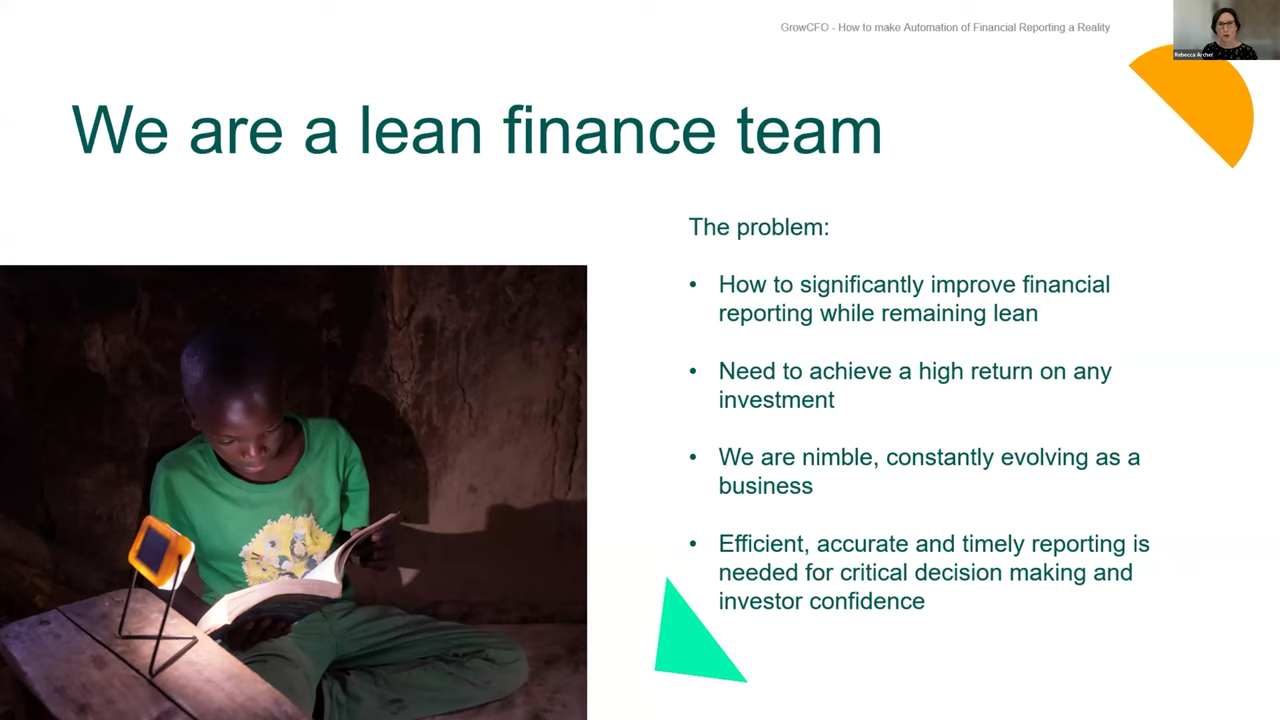 GrowCFO - How to make Automation of Financial Reporting a Reality
Rebecca Archer
We are a lean finance team
The problem:
• How to significantly improve financial
reporting while remaining lean
• Need to achieve a high return on any
investment
• We are nimble, constantly evolving as a
business
• Efficient, accurate and timely reporting is
needed for critical decision making and
investor confidence